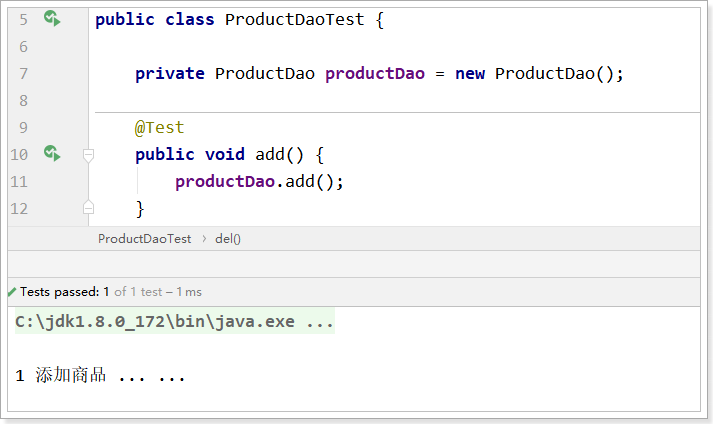 5 public class ProductDaoTest {
6
7 private ProductDao productDao = new ProductDao();
8
9 @Test
10 public void add() {
11 productDao.add();
12 }
ProductDaoTest › del()
Tests passed: 1 of 1 test – 1 ms
C:\jdk1.8.0_172\bin\java.exe ...
1 添加商品 ... ...